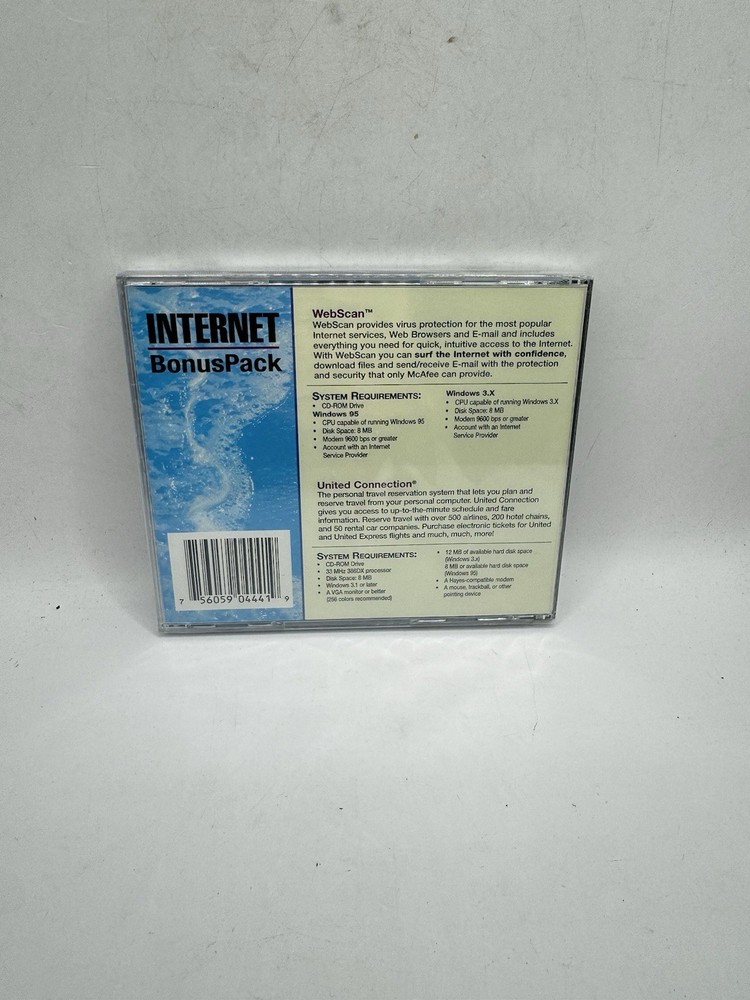 INTERNET
BonusPack
WebScan™
WebScan provides virus protection for the most popular
Internet services, Web Browsers and E-mail and includes
everything you need for quick, intuitive access to the Internet.
With WebScan you can surf the Internet with confidence,
download files and send/receive E-mail with the protection
and security that only McAfee can provide.
SYSTEM REQUIREMENTS:
• CD-ROM Drive
Windows 95
• CPU capable of running Windows 95
• Disk Space: 8 MB
• Modem 9600 bps or greater
• Account with an Internet
Service Provider
Windows 3.X
• CPU capable of running Windows 3.X
• Disk Space: 8 MB
• Modem 9600 bps or greater
• Account with an Internet
Service Provider
United Connection®
The personal travel reservation system that lets you plan and
reserve travel from your personal computer. United Connection
gives you access to up-to-the-minute schedule and fare
information. Reserve travel with over 500 airlines, 200 hotel chains,
and 50 rental car companies. Purchase electronic tickets for United
and United Express flights and much, much, more!
SYSTEM REQUIREMENTS:
• CD-ROM Drive
• 33 MHz 386DX processor
• Disk Space: 8 MB
• Windows 3.1 or later
• A VGA monitor or better
(256 colors recommended)
• 12 MB of available hard disk space
(Windows 3.x)
8 MB or available hard disk space
(Windows 95)
• A Hayes-compatible modem
• A mouse, trackball, or other
pointing device
7 56059 04441 9